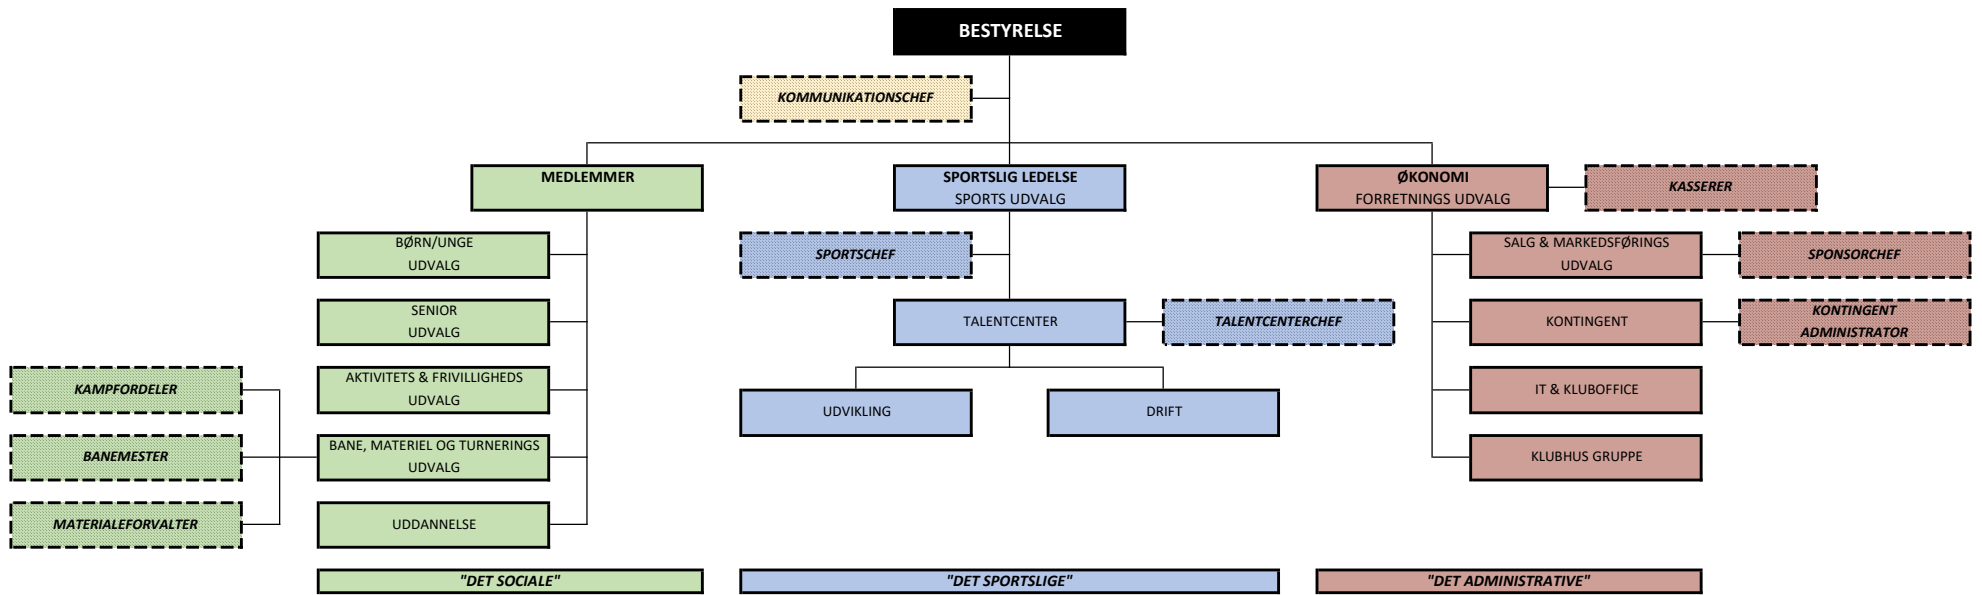 BESTYRELSE
KOMMUNIKATIONSCHEF
MEDLEMMER
SPORTSLIG LEDELSE
SPORTS UDVALG
ØKONOMI
FORRETNINGS UDVALG
KASSERER
BØRN/UNGE
UDVALG
SPORTSCHEF
SALG & MARKEDSFØRINGS
UDVALG
SPONSORCHEF
SENIOR
UDVALG
TALENTCENTER
TALENTCENTERCHEF
KONTINGENT
KONTINGENT
ADMINISTRATOR
KAMPFORDELER
AKTIVITETS & FRIVILLIGHEDS
UDVALG
UDVIKLING
DRIFT
IT & KLUBOFFICE
BANEMESTER
BANE, MATERIEL OG TURNERINGS
UDVALG
KLUBHUS GRUPPE
MATERIALEFORVALTER
UDDANNELSE
"DET SOCIALE"
"DET SPORTSLIGE"
"DET ADMINISTRATIVE"